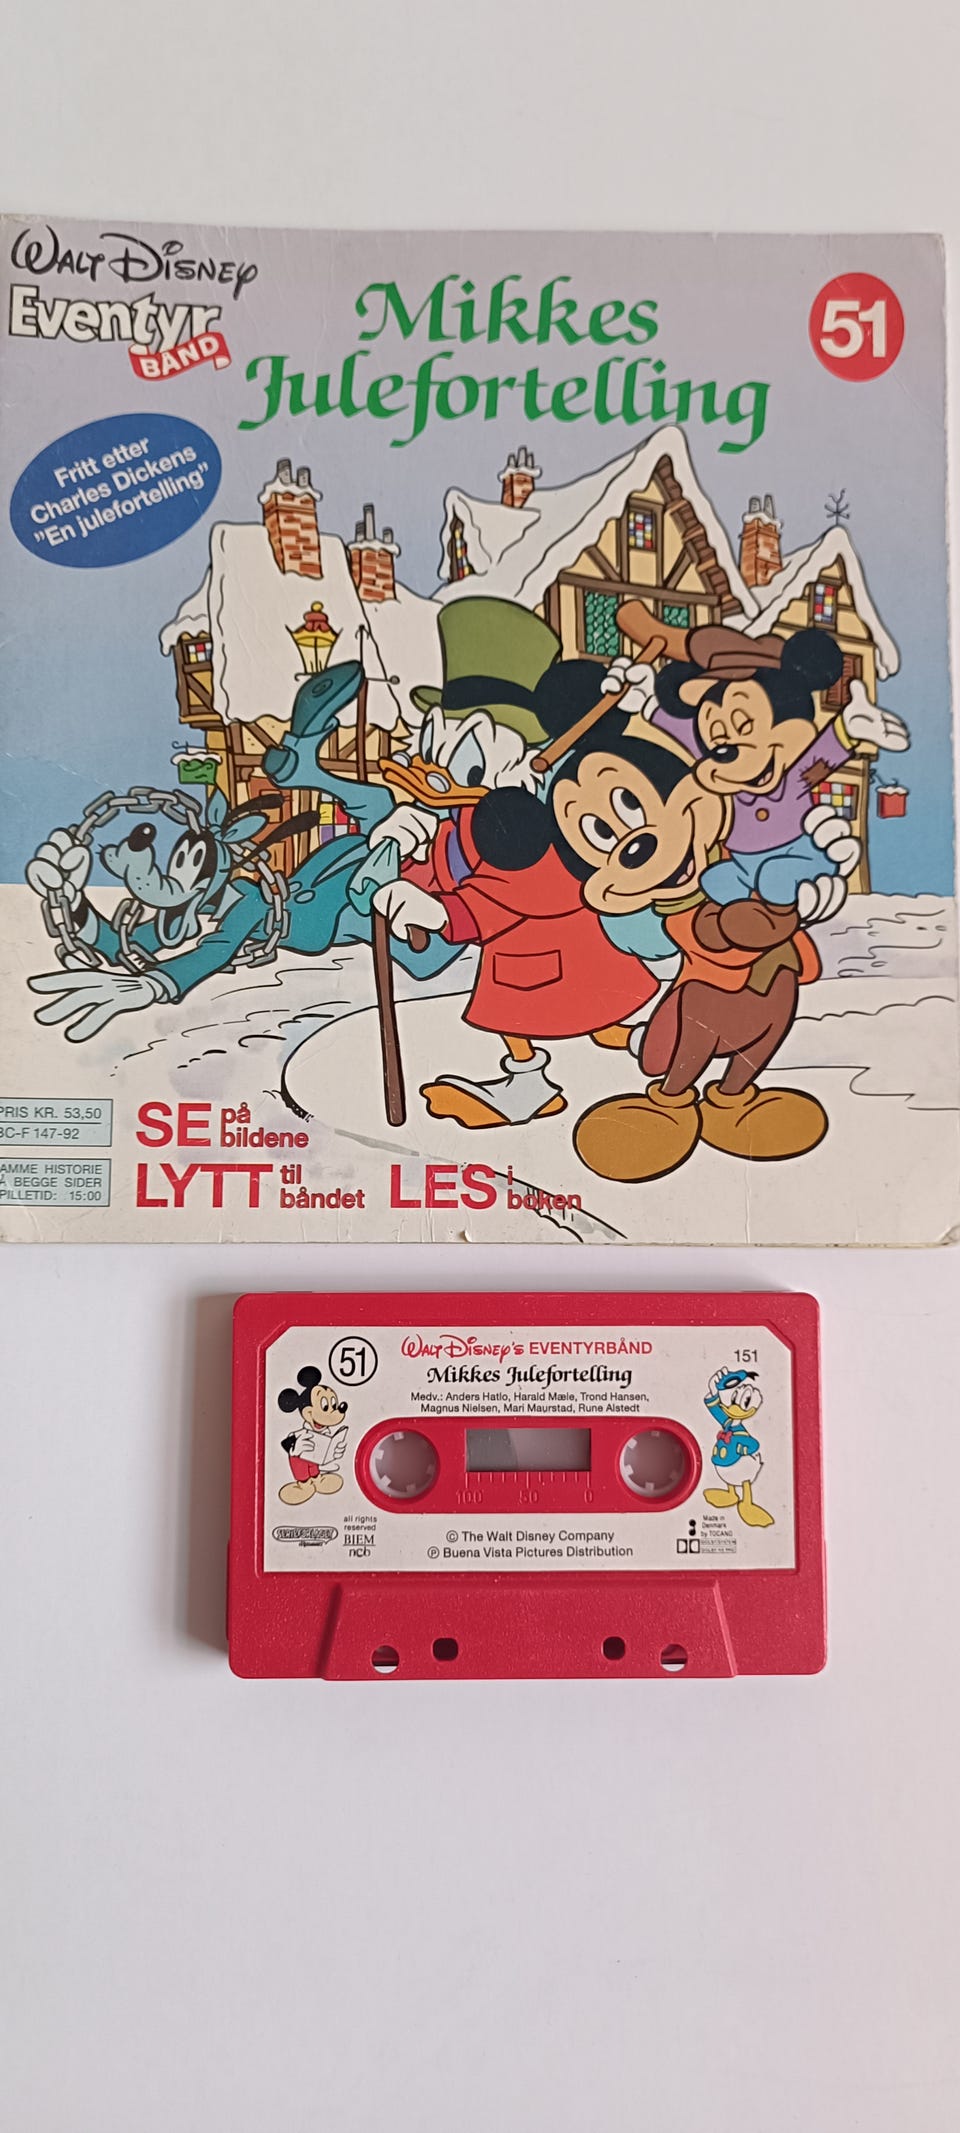 WALT DISNEY
Eventyr
BÅND
Mikkes
Julefortelling
51
Fritt etter
Charles Dickens
"En julefortelling"
PRIS KR. 53,50
BC-F 147-92
AMME HISTORIE
Å BEGGE SIDER
PILLETID: 15:00
SE på
bildene
LYTT til
båndet
LES i
boken
51
WALT DISNEY'S EVENTYRBÅND
Mikkes Julefortelling
151
Medv.: Anders Hatlo, Harald Mæle, Trond Hansen,
Magnus Nielsen, Mari Maurstad, Rune Alstedt
100 50 0
all rights
reserved
BIEM
ncb
© The Walt Disney Company
℗ Buena Vista Pictures Distribution
Made in
Denmark
by TOCANO